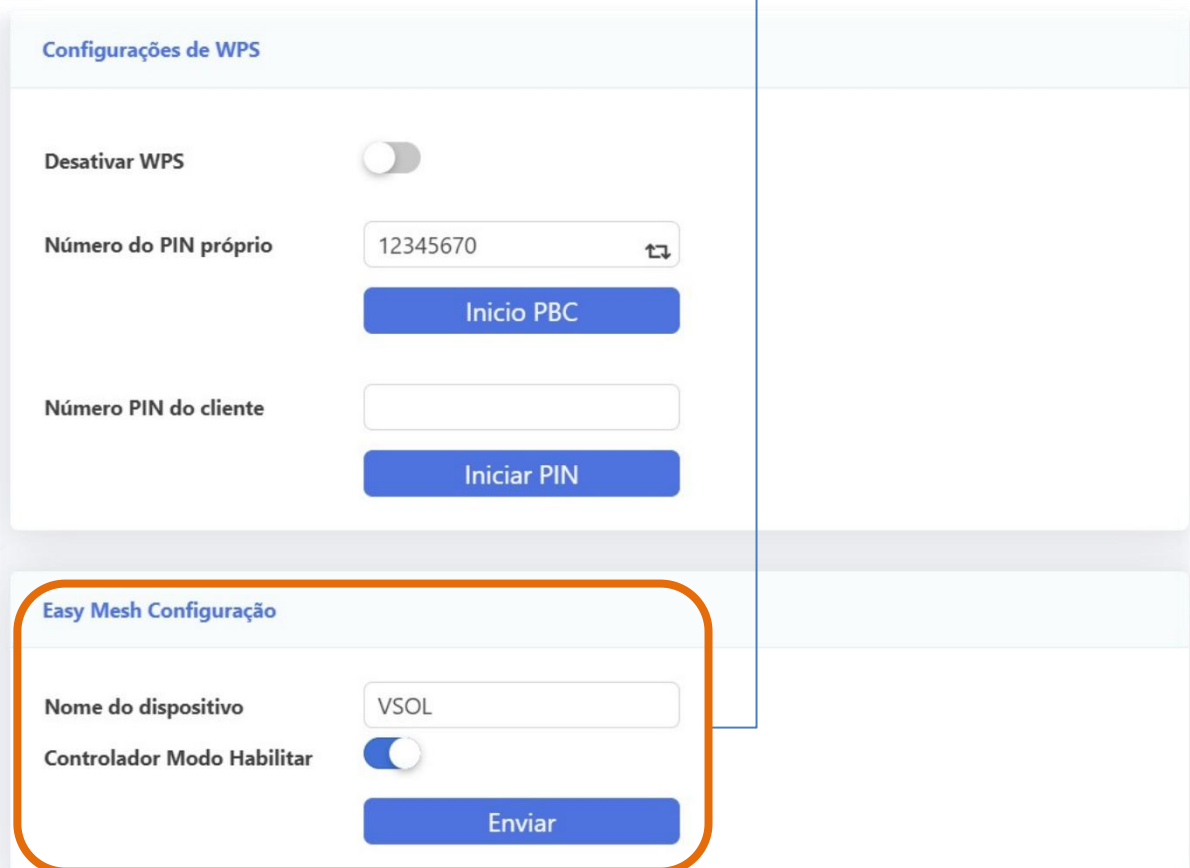 Configurações de WPS
Desativar WPS
Número do PIN próprio 12345670
Inicio PBC
Número PIN do cliente
Iniciar PIN
Easy Mesh Configuração
Nome do dispositivo VSOL
Controlador Modo Habilitar
Enviar